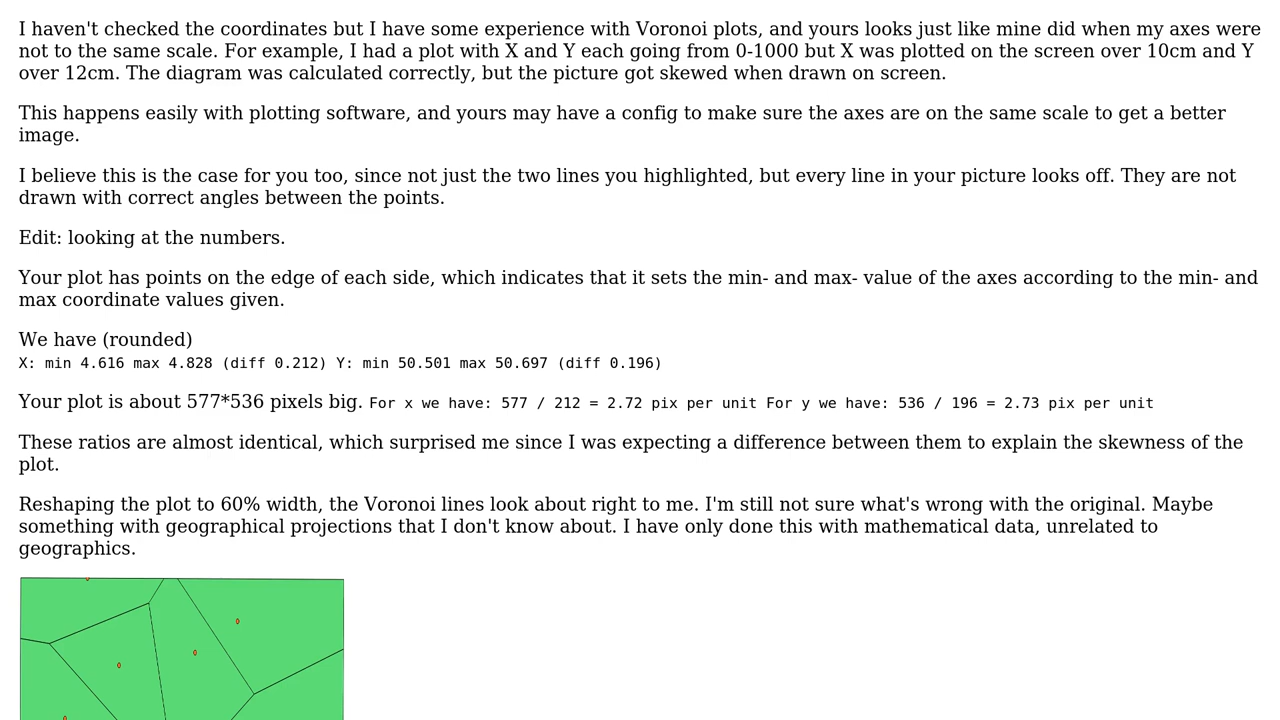 I haven't checked the coordinates but I have some experience with Voronoi plots, and yours looks just like mine did when my axes were
not to the same scale. For example, I had a plot with X and Y each going from 0-1000 but X was plotted on the screen over 10cm and Y
over 12cm. The diagram was calculated correctly, but the picture got skewed when drawn on screen.
This happens easily with plotting software, and yours may have a config to make sure the axes are on the same scale to get a better
image.
I believe this is the case for you too, since not just the two lines you highlighted, but every line in your picture looks off. They are not
drawn with correct angles between the points.
Edit: looking at the numbers.
Your plot has points on the edge of each side, which indicates that it sets the min- and max- value of the axes according to the min- and
max coordinate values given.
We have (rounded)
X: min 4.616 max 4.828 (diff 0.212) Y: min 50.501 max 50.697 (diff 0.196)
Your plot is about 577*536 pixels big. For x we have: 577 / 212 = 2.72 pix per unit For y we have: 536 / 196 = 2.73 pix per unit
These ratios are almost identical, which surprised me since I was expecting a difference between them to explain the skewness of the
plot.
Reshaping the plot to 60% width, the Voronoi lines look about right to me. I'm still not sure what's wrong with the original. Maybe
something with geographical projections that I don't know about. I have only done this with mathematical data, unrelated to
geographics.